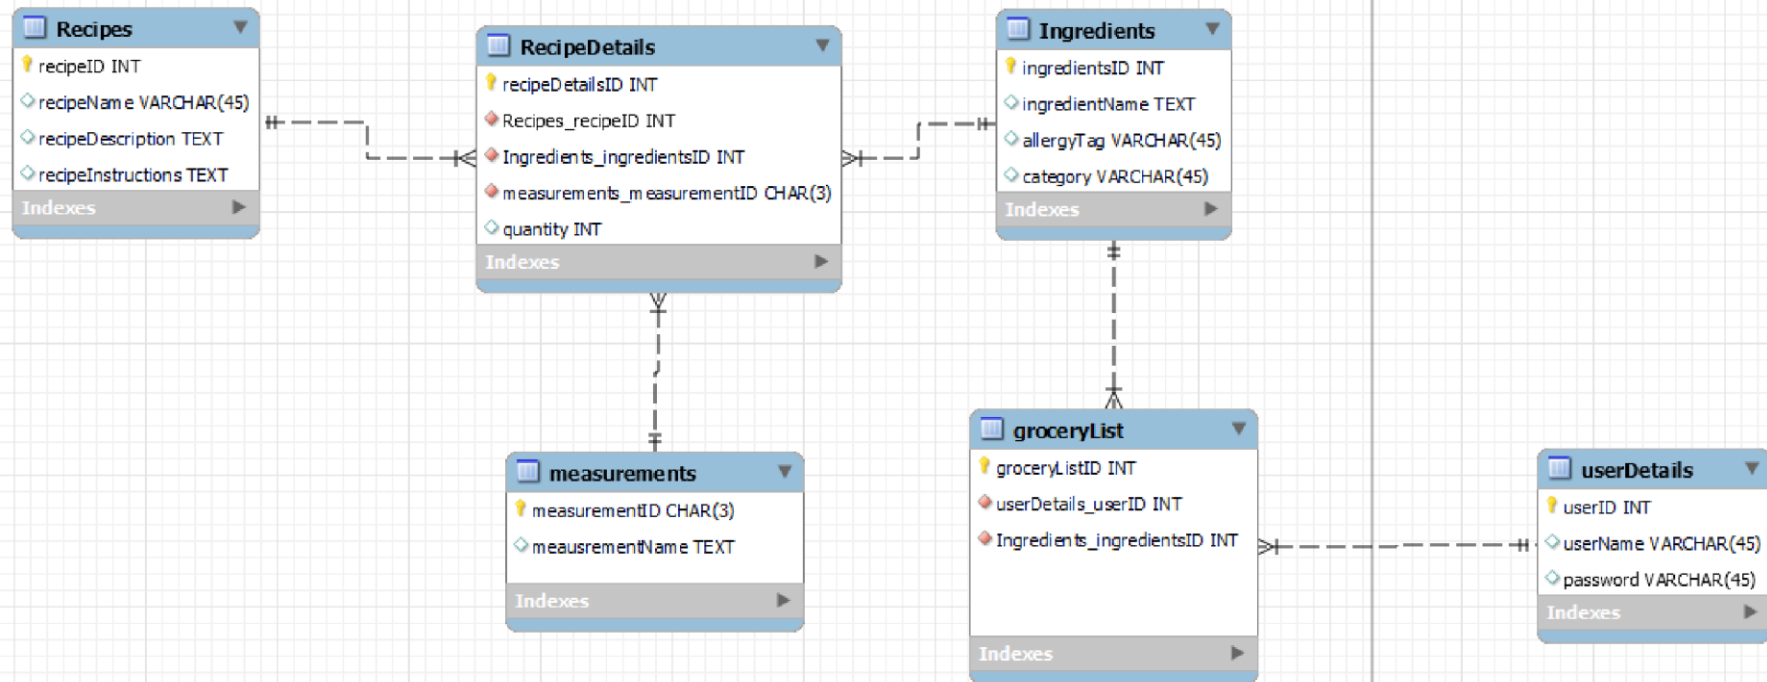 Recipes
recipeID INT
recipeName VARCHAR(45)
recipeDescription TEXT
recipeInstructions TEXT
Indexes
RecipeDetails
recipeDetailsID INT
Recipes_recipeID INT
Ingredients_ingredientsID INT
measurements_measurementID CHAR(3)
quantity INT
Indexes
Ingredients
ingredientsID INT
ingredientName TEXT
allergyTag VARCHAR(45)
category VARCHAR(45)
Indexes
measurements
measurementID CHAR(3)
meausrementName TEXT
Indexes
groceryList
groceryListID INT
userDetails_userID INT
Ingredients_ingredientsID INT
Indexes
userDetails
userID INT
userName VARCHAR(45)
password VARCHAR(45)
Indexes